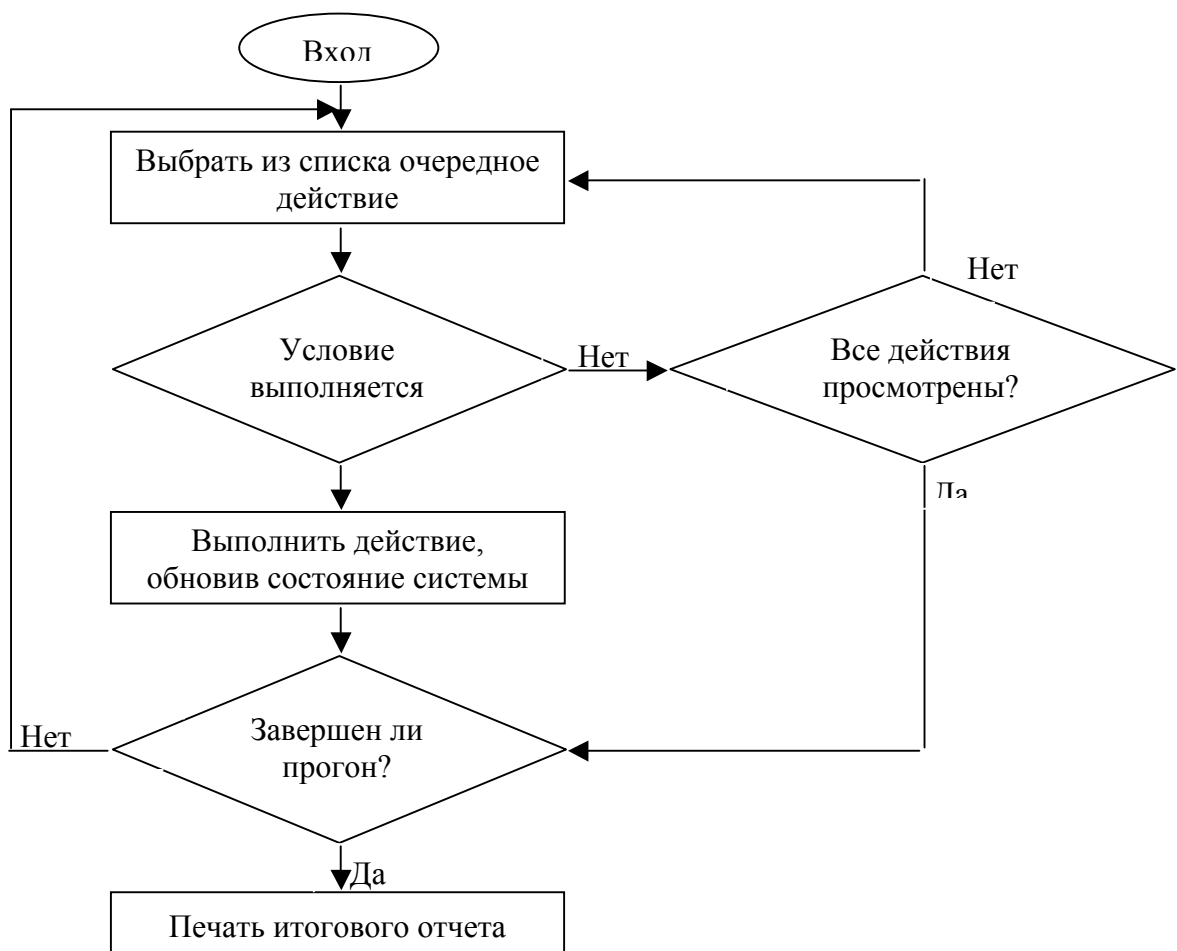 Вход
Выбрать из списка очередное
действие
Нет
Условие
выполняется
Нет
Все действия
просмотрены?
Да
Выполнить действие,
обновив состояние системы
Нет
Завершен ли
прогон?
Да
Печать итогового отчета